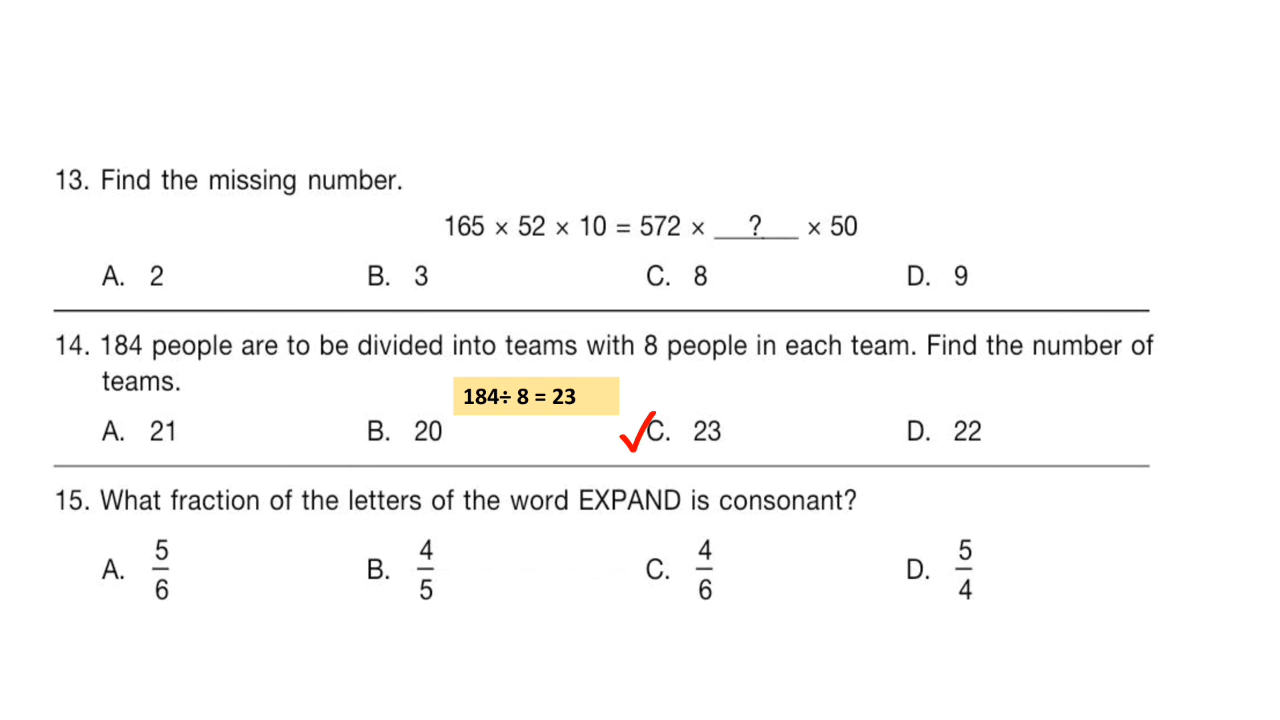 13. Find the missing number.
165 × 52 × 10 = 572 × ___?___ × 50
A. 2 B. 3 C. 8 D. 9
14. 184 people are to be divided into teams with 8 people in each team. Find the number of
teams.
184÷ 8 = 23
A. 21 B. 20 C. 23 D. 22
15. What fraction of the letters of the word EXPAND is consonant?
A. 5/6 B. 4/5 C. 4/6 D. 5/4